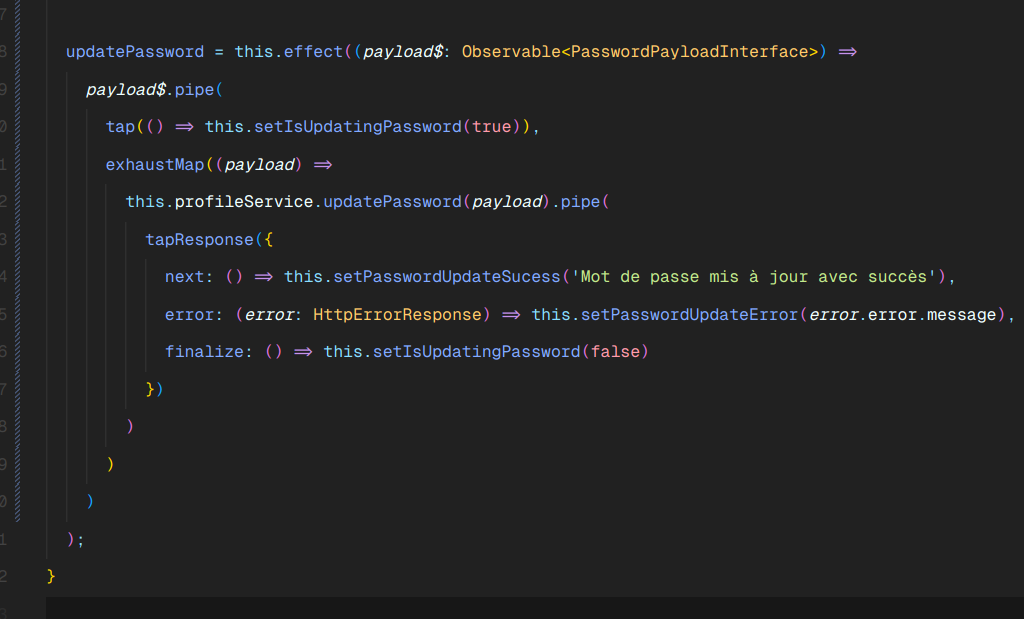 7
8 updatePassword = this.effect((payload$: Observable<PasswordPayloadInterface>) =>
9 payload$.pipe(
0 tap(() => this.setIsUpdatingPassword(true)),
1 exhaustMap((payload) =>
2 this.profileService.updatePassword(payload).pipe(
3 tapResponse({
4 next: () => this.setPasswordUpdateSucess('Mot de passe mis à jour avec succès'),
5 error: (error: HttpErrorResponse) => this.setPasswordUpdateError(error.error.message),
6 finalize: () => this.setIsUpdatingPassword(false)
7 })
8 )
9 )
0 )
1 );
2 }
3